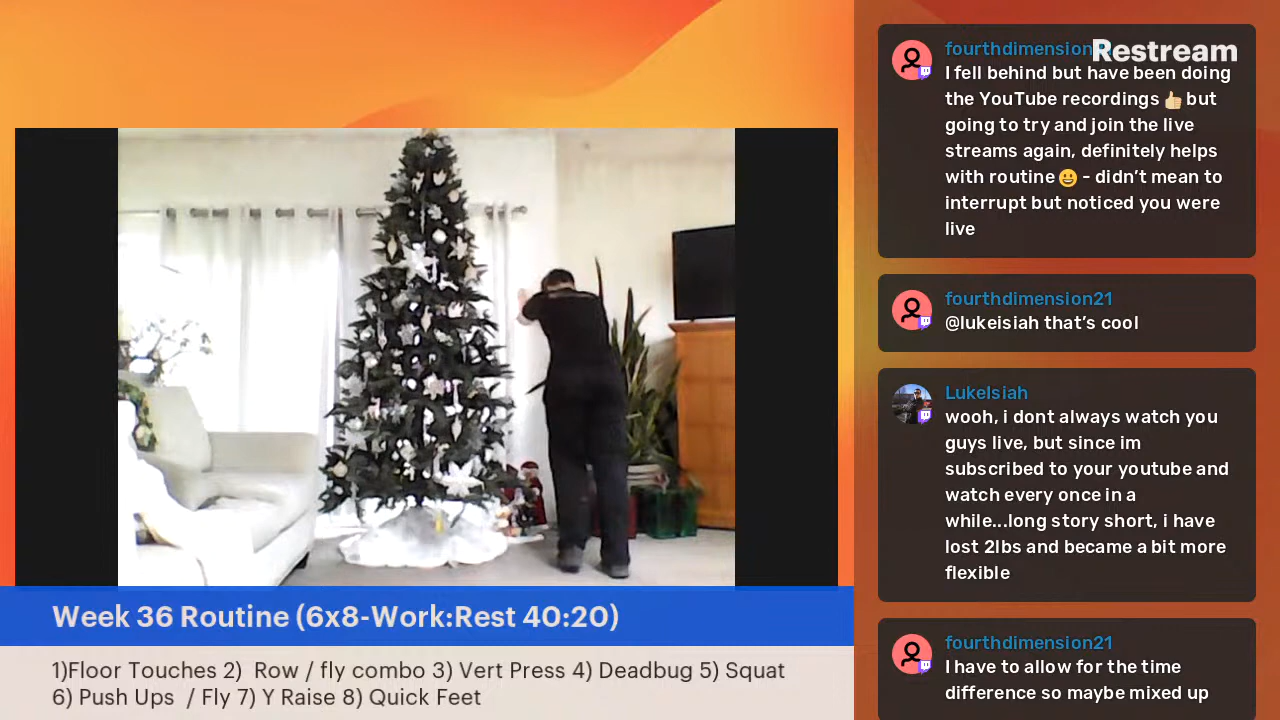 fourthdimension
Restream
I fell behind but have been doing
the YouTube recordings 👍🏼 but
going to try and join the live
streams again, definitely helps
with routine 😀 - didn’t mean to
interrupt but noticed you were
live
fourthdimension21
@lukeisiah that’s cool
LukeIsiah
wooh, i dont always watch you
guys live, but since im
subscribed to your youtube and
watch every once in a
while...long story short, i have
lost 2lbs and became a bit more
flexible
fourthdimension21
I have to allow for the time
difference so maybe mixed up
Week 36 Routine (6x8-Work:Rest 40:20)
1)Floor Touches 2)  Row / fly combo 3) Vert Press 4) Deadbug 5) Squat
6) Push Ups  / Fly 7) Y Raise 8) Quick Feet